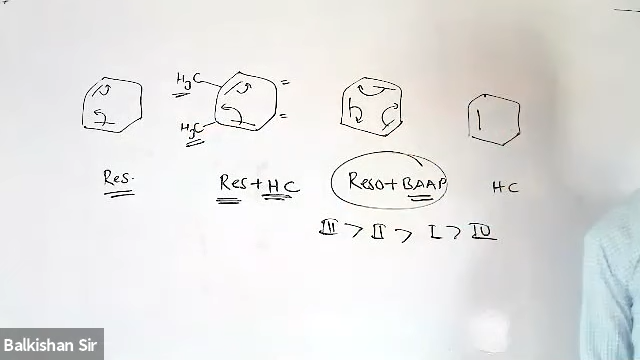 H₃C
=
H₃C
=
Res.
Res + HC
Reso + BAAP
HC
III > II > I > IV
Balkishan Sir